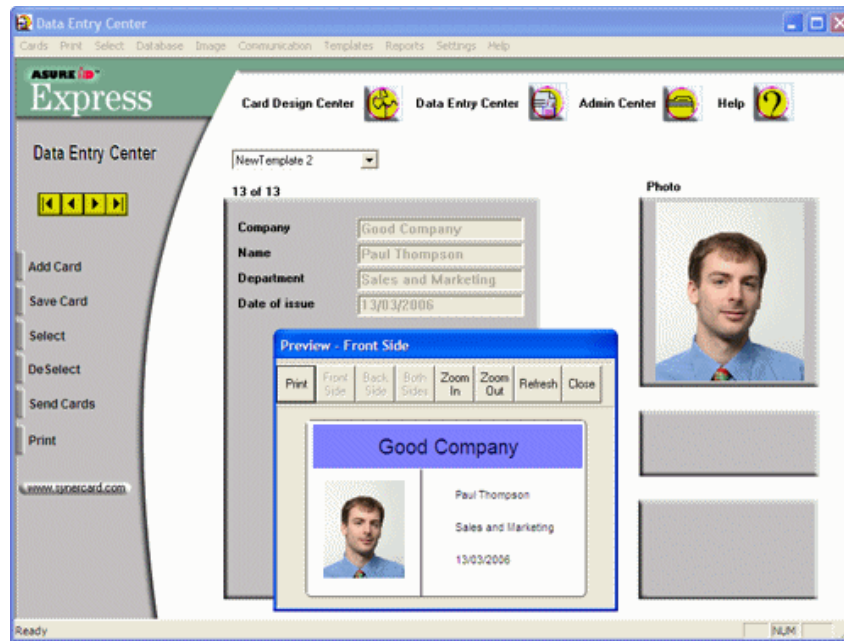 Data Entry Center
Cards Print Select Database Image Communication Templates Reports Settings Help
ASURE ID
Express
Card Design Center Data Entry Center Admin Center Help
Data Entry Center
NewTemplate 2
13 of 13
Photo
Company Good Company
Name Paul Thompson
Department Sales and Marketing
Date of issue 13/03/2006
Add Card
Save Card
Select
DeSelect
Send Cards
Print
www.synercard.com
Preview - Front Side
Print Front Side Back Side Both Sides Zoom In Zoom Out Refresh Close
Good Company
Paul Thompson
Sales and Marketing
13/03/2006
Ready NUM